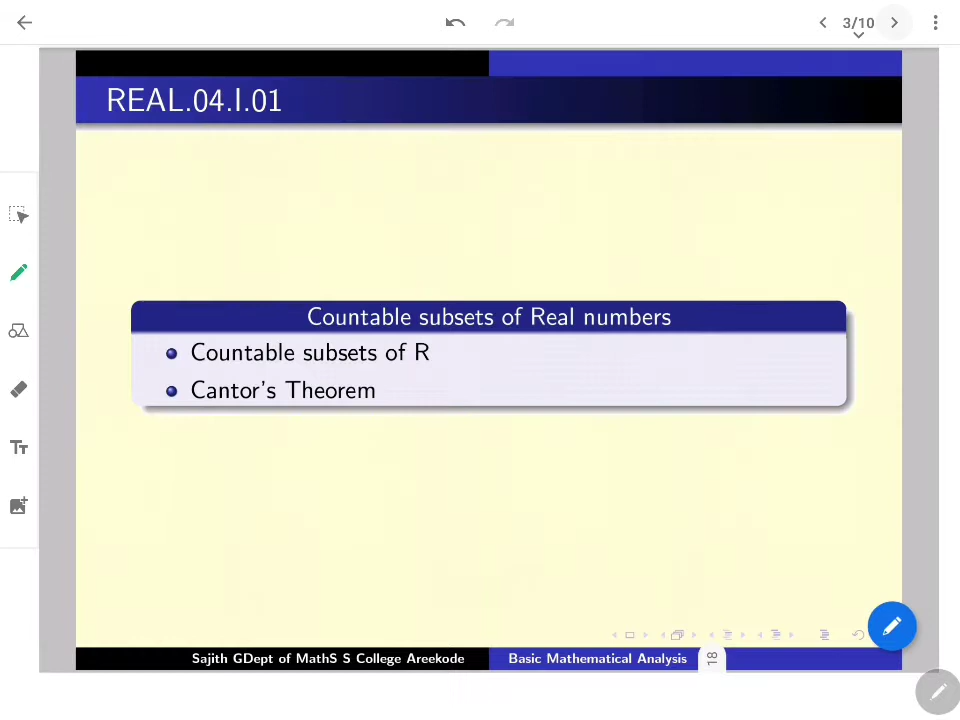 3/10
REAL.04.I.01
Countable subsets of Real numbers
Countable subsets of R
Cantor's Theorem
Sajith GDept of MathS S College Areekode Basic Mathematical Analysis 18
TT